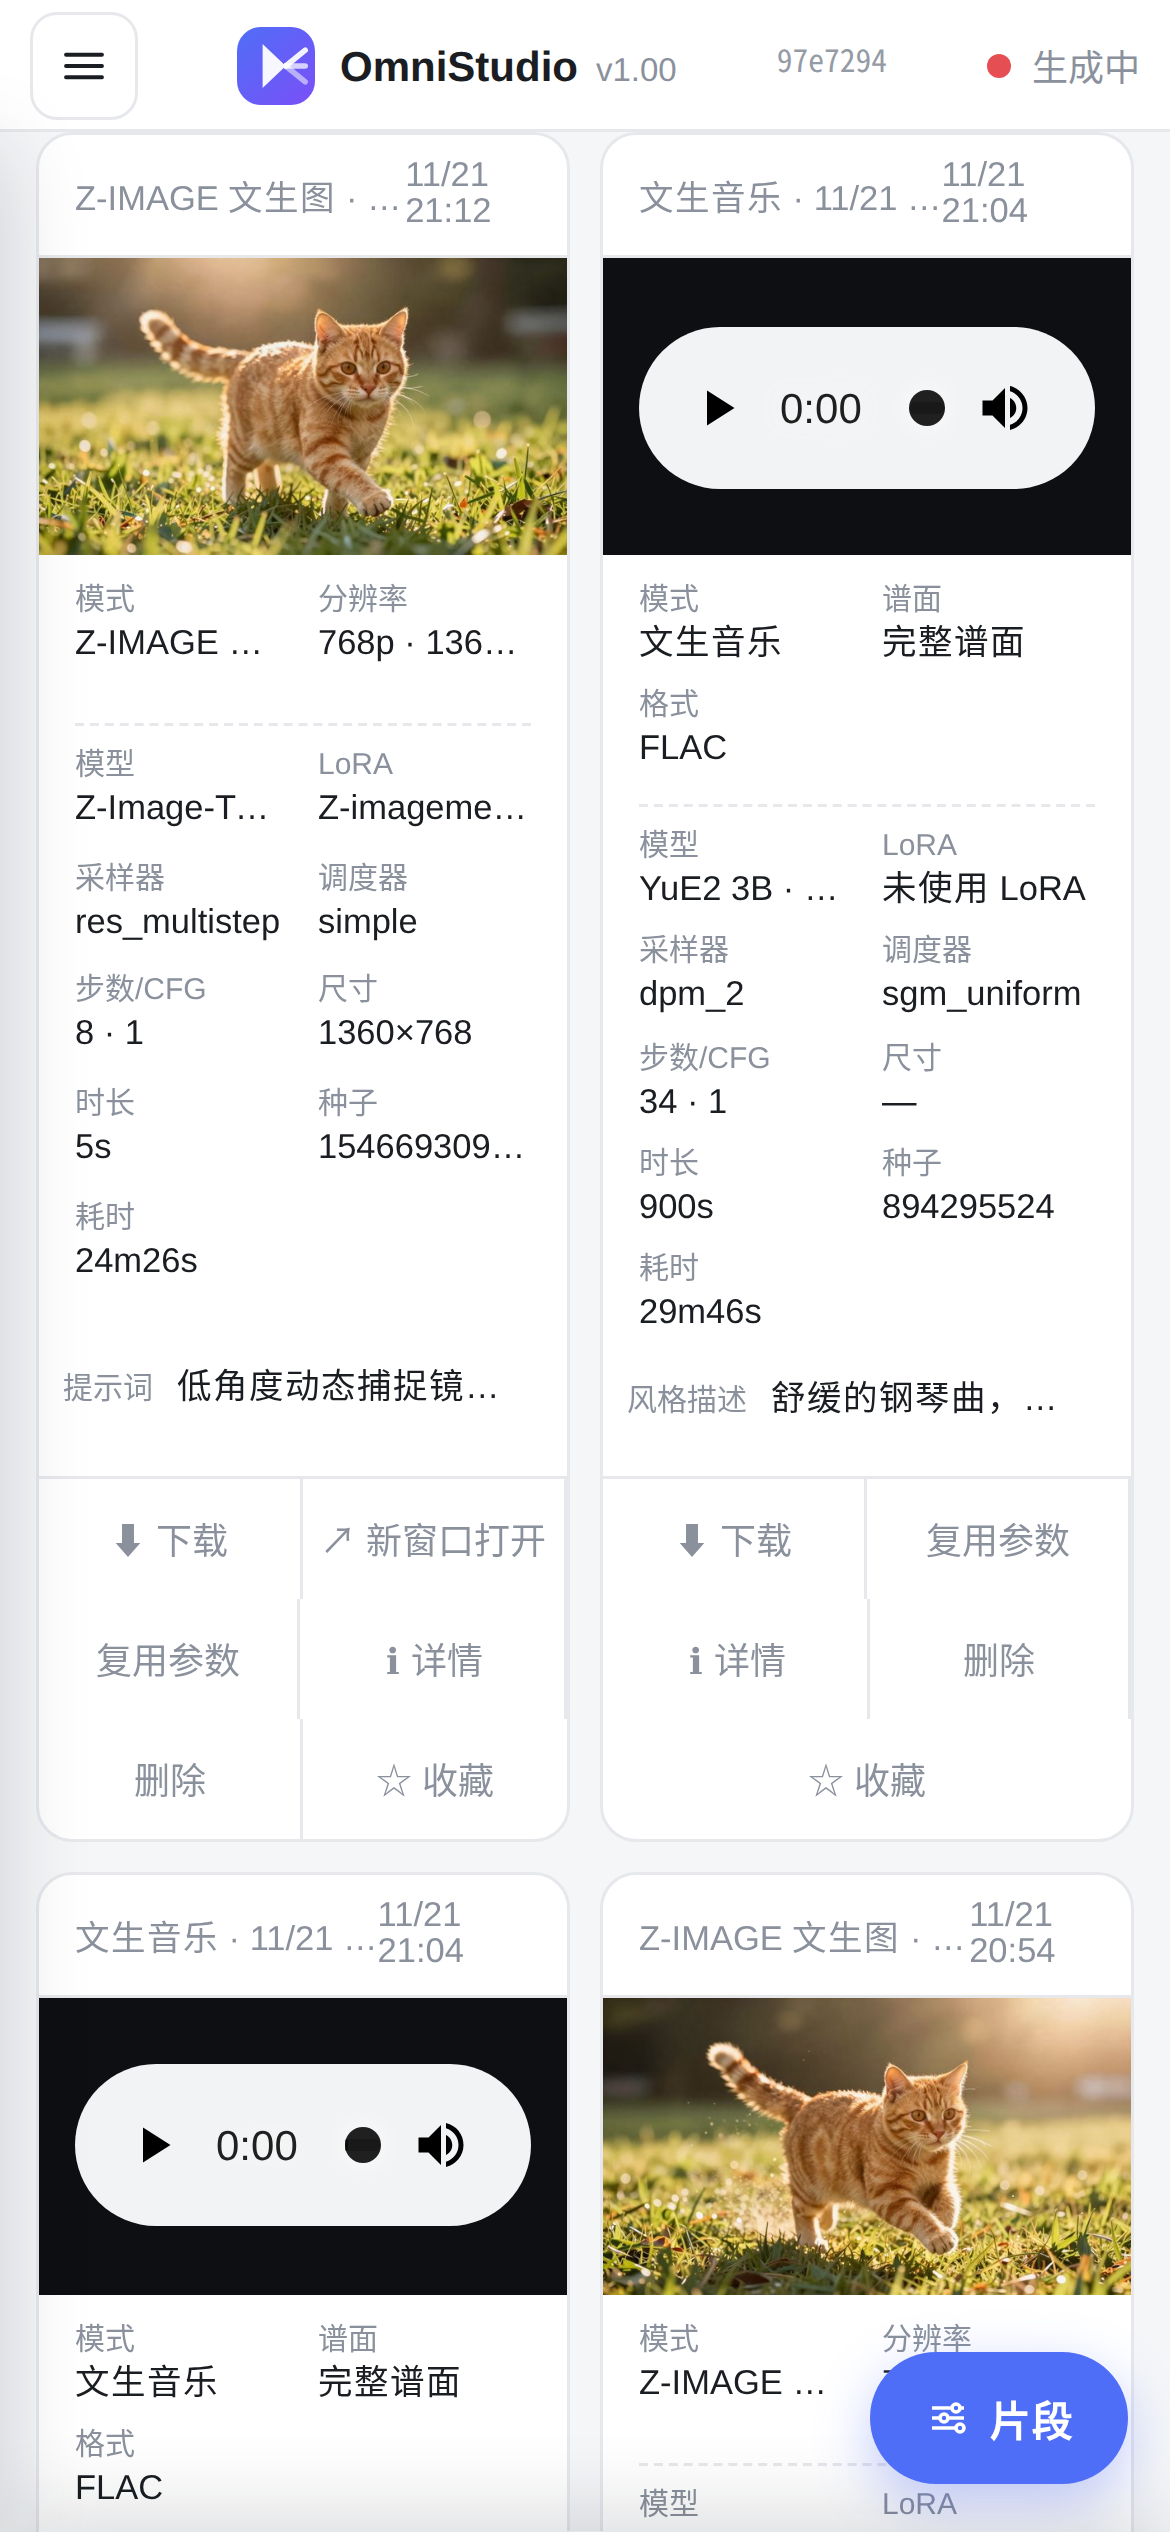 OmniStudio v1.00 97e7294 生成中
Z-IMAGE 文生图 · … 11/21 21:12
模式 分辨率
Z-IMAGE … 768p · 136…
模型 LoRA
Z-Image-T… Z-imageme…
采样器 调度器
res_multistep simple
步数/CFG 尺寸
8 · 1 1360×768
时长 种子
5s 154669309…
耗时
24m26s
提示词 低角度动态捕捉镜…
⬇ 下载 ↗ 新窗口打开
复用参数 ℹ 详情
删除 ☆ 收藏
文生音乐 · 11/21 … 11/21 21:04
0:00
模式 谱面
文生音乐 完整谱面
格式
FLAC
模型 LoRA
YuE2 3B · … 未使用 LoRA
采样器 调度器
dpm_2 sgm_uniform
步数/CFG 尺寸
34 · 1 —
时长 种子
900s 894295524
耗时
29m46s
风格描述 舒缓的钢琴曲，…
⬇ 下载 复用参数
ℹ 详情 删除
☆ 收藏
文生音乐 · 11/21 … 11/21 21:04
0:00
模式 谱面
文生音乐 完整谱面
格式
FLAC
Z-IMAGE 文生图 · … 11/21 20:54
模式 分辨率
Z-IMAGE …
模型 LoRA
片段